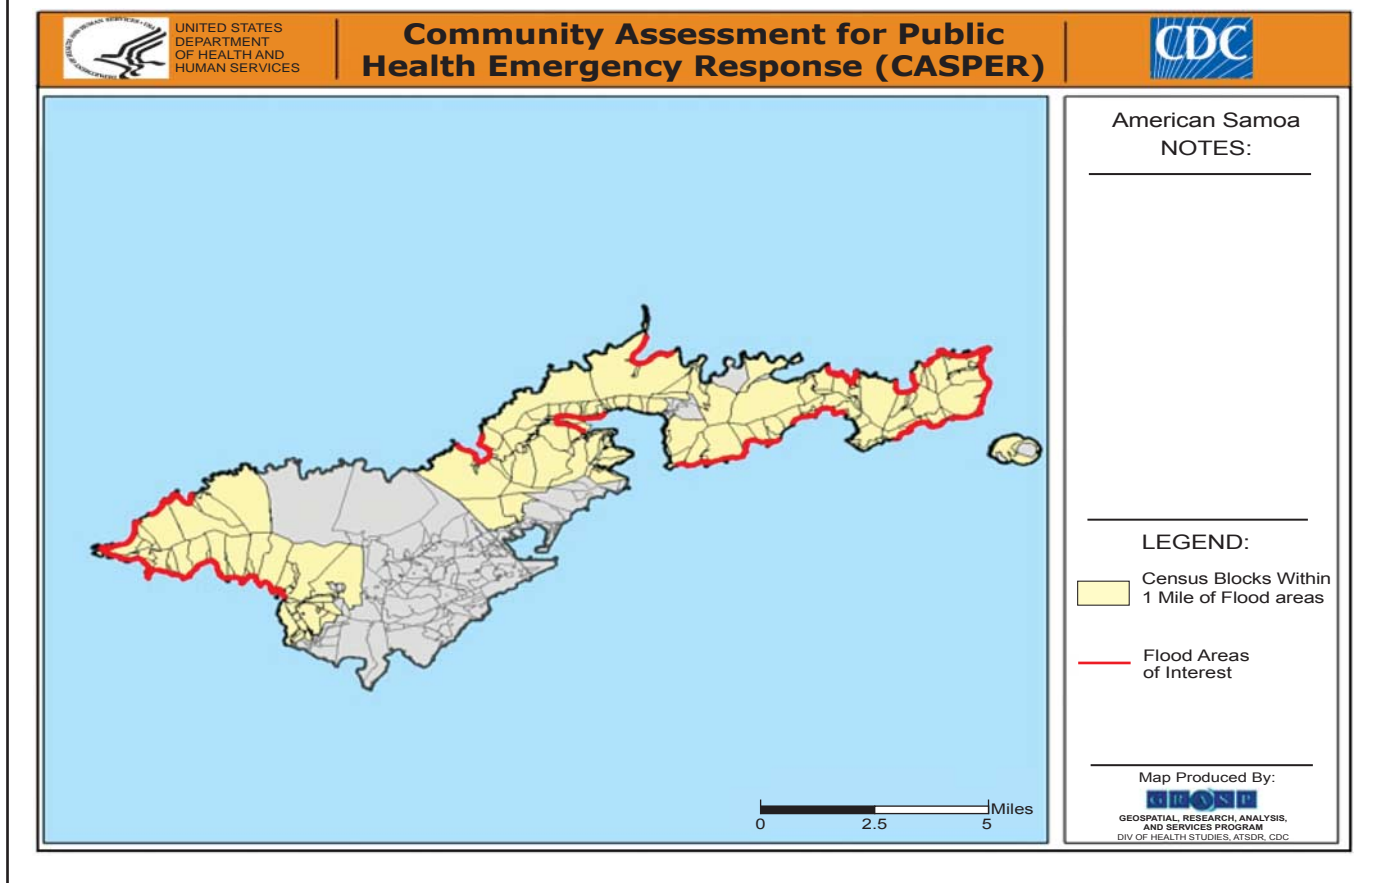 UNITED STATES
DEPARTMENT
OF HEALTH AND
HUMAN SERVICES
Community Assessment for Public
Health Emergency Response (CASPER)
CDC
American Samoa
NOTES:
LEGEND:
Census Blocks Within
1 Mile of Flood areas
Flood Areas
of Interest
Miles
0 2.5 5
Map Produced By:
GRASP
GEOSPATIAL, RESEARCH, ANALYSIS,
AND SERVICES PROGRAM
DIV OF HEALTH STUDIES, ATSDR, CDC